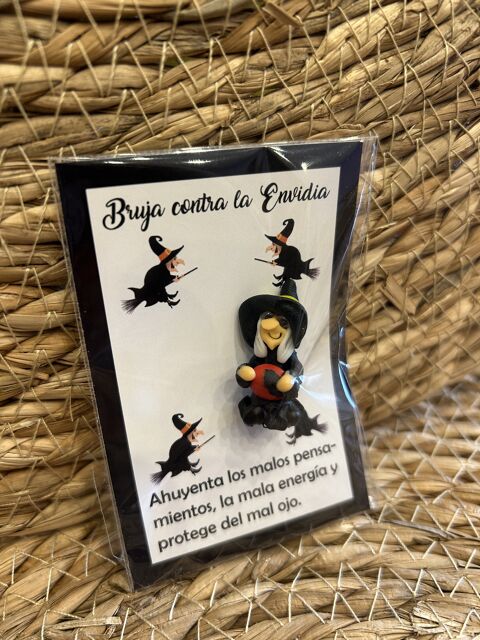 Bruja contra la Envidia
Ahuyenta los malos pensa-
mientos, la mala energía y
protege del mal ojo.